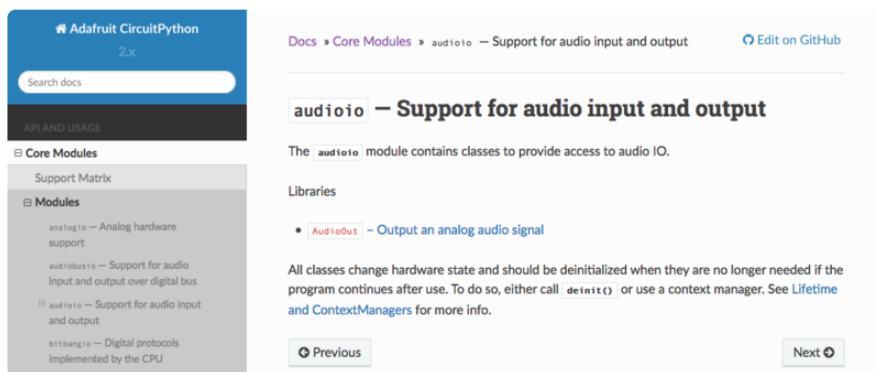 Adafruit CircuitPython
2.x
Search docs
API AND USAGE
Core Modules
Support Matrix
Modules
analogio — Analog hardware
support
audiobusio — Support for audio
input and output over digital bus
audioio — Support for audio input
and output
bitbangio — Digital protocols
implemented by the CPU
Docs » Core Modules » audioio — Support for audio input and output
Edit on GitHub
audioio — Support for audio input and output
The audioio module contains classes to provide access to audio IO.
Libraries
• AudioOut – Output an analog audio signal
All classes change hardware state and should be deinitialized when they are no longer needed if the
program continues after use. To do so, either call deinit() or use a context manager. See Lifetime
and ContextManagers for more info.
Previous
Next